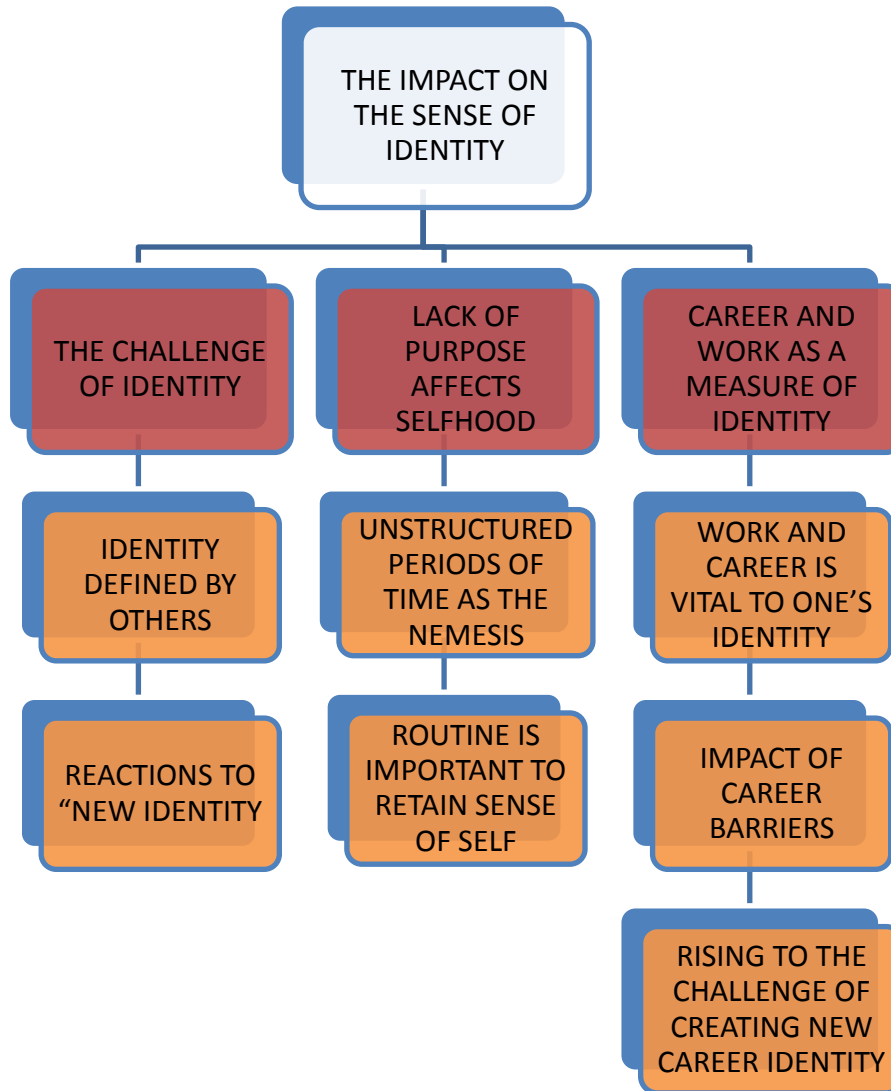 THE IMPACT ON
THE SENSE OF
IDENTITY
THE CHALLENGE
OF IDENTITY
LACK OF
PURPOSE
AFFECTS
SELFHOOD
CAREER AND
WORK AS A
MEASURE OF
IDENTITY
IDENTITY
DEFINED BY
OTHERS
UNSTRUCTURED
PERIODS OF
TIME AS THE
NEMESIS
WORK AND
CAREER IS
VITAL TO ONE’S
IDENTITY
REACTIONS TO
“NEW IDENTITY
ROUTINE IS
IMPORTANT TO
RETAIN SENSE
OF SELF
IMPACT OF
CAREER
BARRIERS
RISING TO THE
CHALLENGE OF
CREATING NEW
CAREER IDENTITY